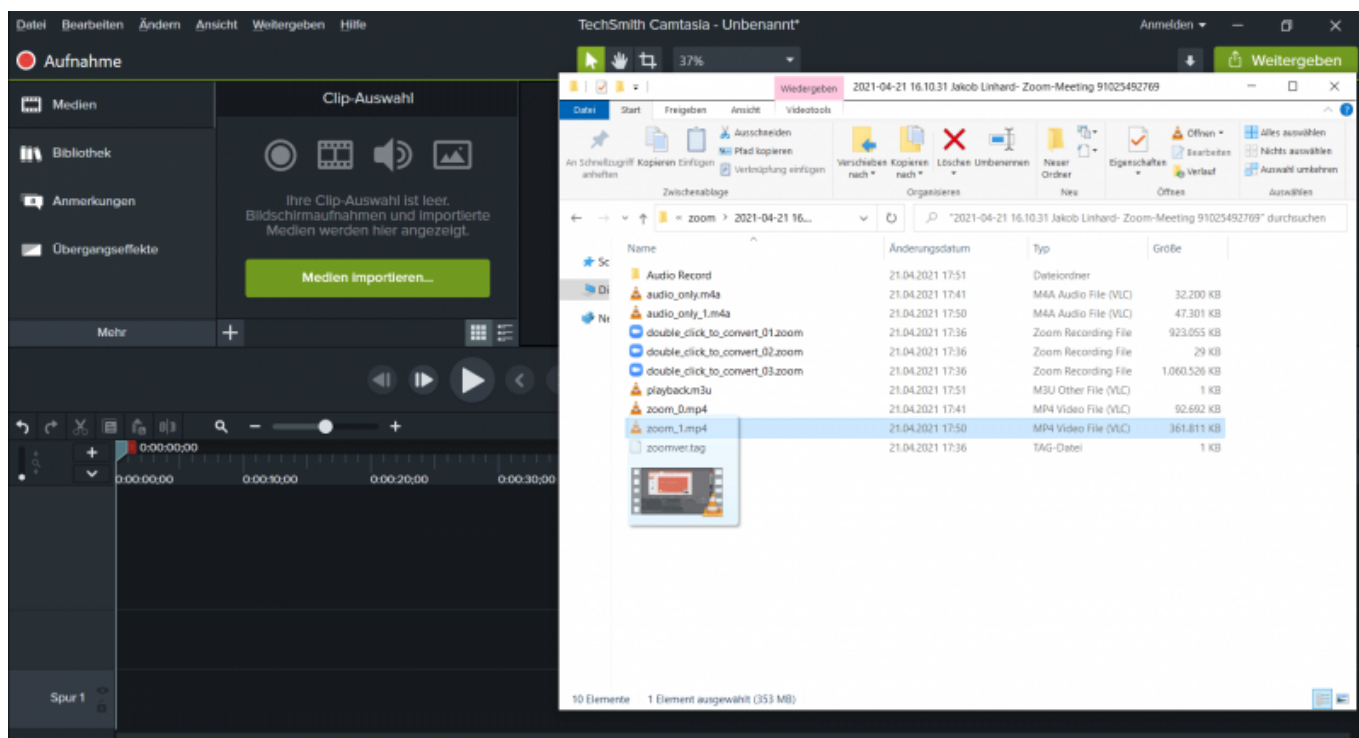 Datei Bearbeiten Ändern Ansicht Weitergeben Hilfe
TechSmith Camtasia - Unbenannt*
Anmelden
Aufnahme
37%
Weitergeben
Medien
Bibliothek
Anmerkungen
Übergangseffekte
Mehr
Clip-Auswahl
Ihre Clip-Auswahl ist leer.
Bildschirmaufnahmen und importierte
Medien werden hier angezeigt.
Medien importieren...
0:00:00;00
0:00:00;00 0:00:10;00 0:00:20;00 0:00:30;00
Spur 1
Wiedergeben
2021-04-21 16.10.31 Jakob Linhard- Zoom-Meeting 91025492769
Datei Start Freigeben Ansicht Videotools
An Schnellzugriff
anheften
Kopieren
Einfügen
Ausschneiden
Pfad kopieren
Verknüpfung einfügen
Zwischenablage
Verschieben
nach
Kopieren
nach
Löschen
Umbenennen
Organisieren
Neuer
Ordner
Neu
Eigenschaften
Öffnen
Bearbeiten
Verlauf
Öffnen
Alles auswählen
Nichts auswählen
Auswahl umkehren
Auswählen
« zoom > 2021-04-21 16...
"2021-04-21 16.10.31 Jakob Linhard- Zoom-Meeting 91025492769" durchsuchen
Sc
Di
Ne
Name Änderungsdatum Typ Größe
Audio Record 21.04.2021 17:51 Dateiordner
audio_only.m4a 21.04.2021 17:41 M4A Audio File (VLC) 32.200 KB
audio_only_1.m4a 21.04.2021 17:50 M4A Audio File (VLC) 47.301 KB
double_click_to_convert_01.zoom 21.04.2021 17:36 Zoom Recording File 923.055 KB
double_click_to_convert_02.zoom 21.04.2021 17:36 Zoom Recording File 29 KB
double_click_to_convert_03.zoom 21.04.2021 17:36 Zoom Recording File 1.060.526 KB
playback.m3u 21.04.2021 17:51 M3U Other File (VLC) 1 KB
zoom_0.mp4 21.04.2021 17:41 MP4 Video File (VLC) 92.692 KB
zoom_1.mp4 21.04.2021 17:50 MP4 Video File (VLC) 361.811 KB
zoomver.tag 21.04.2021 17:36 TAG-Datei 1 KB
10 Elemente 1 Element ausgewählt (353 MB)